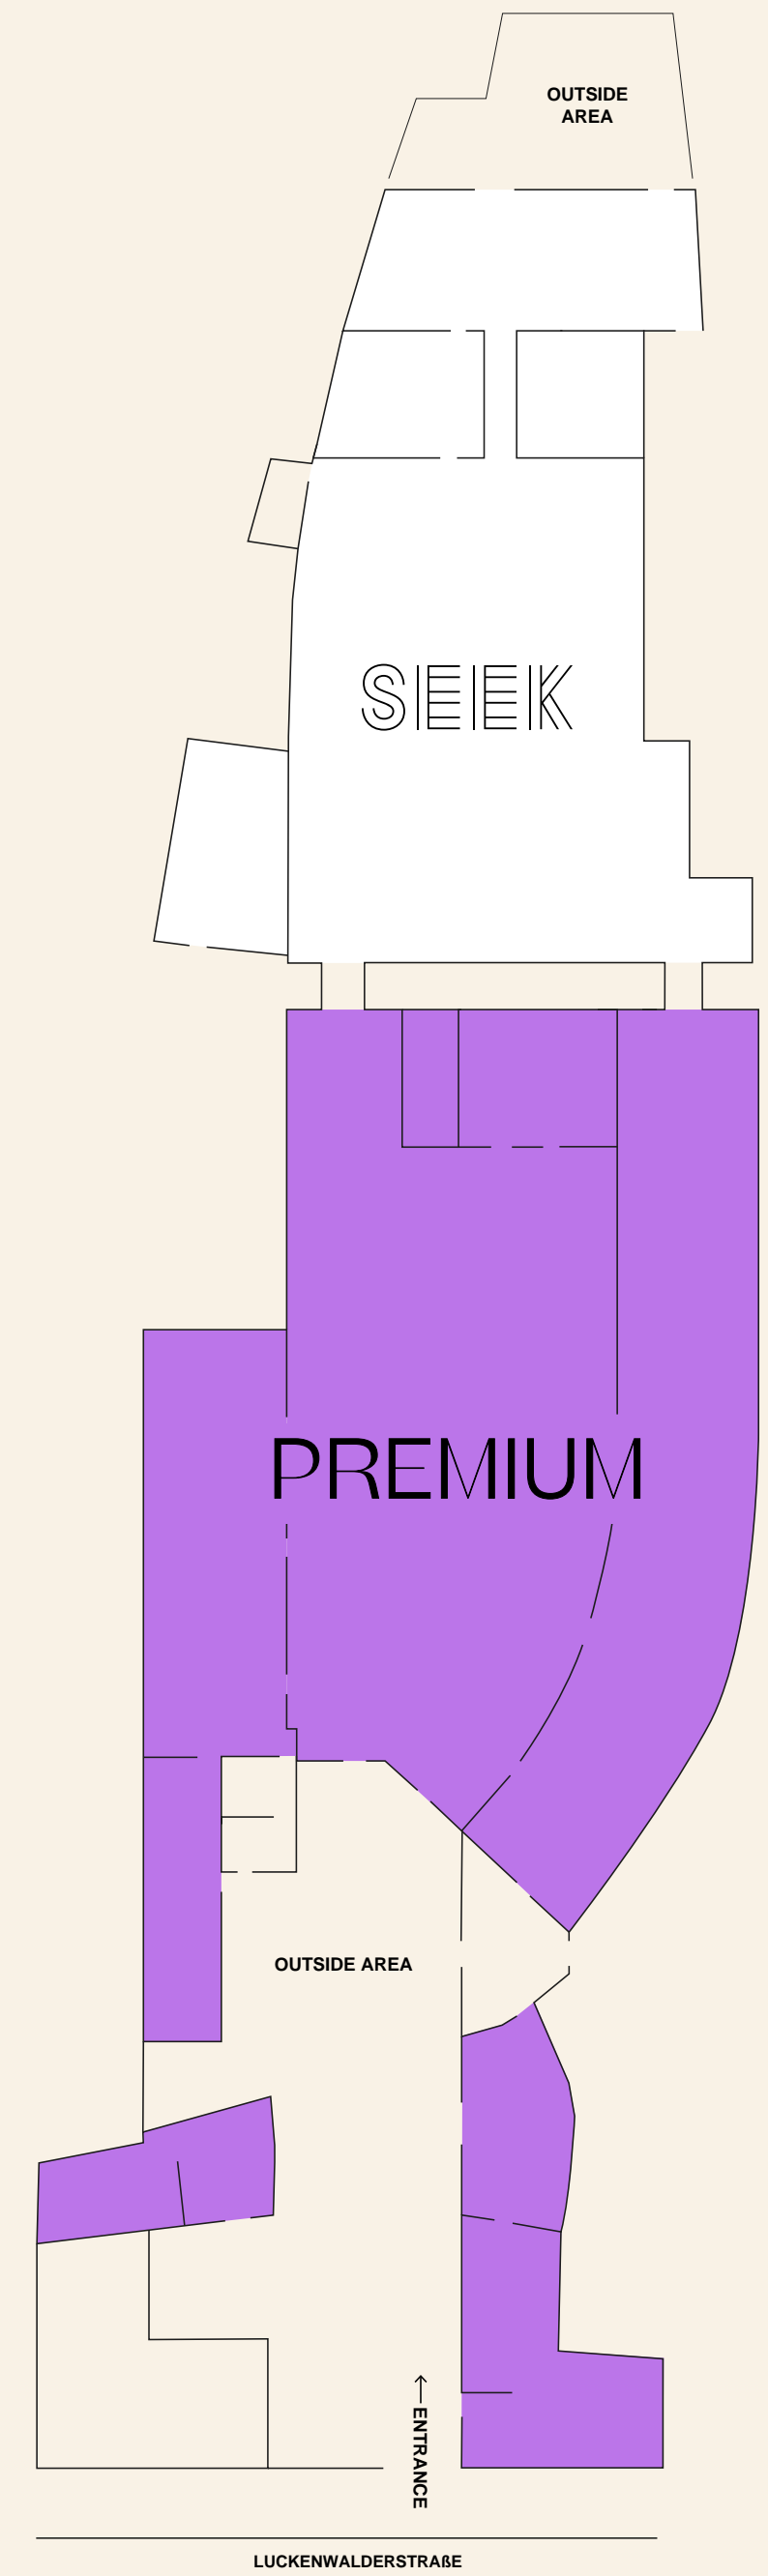 OUTSIDE
AREA
SEEK
PREMIUM
OUTSIDE AREA
ENTRANCE
LUCKENWALDERSTRAßE